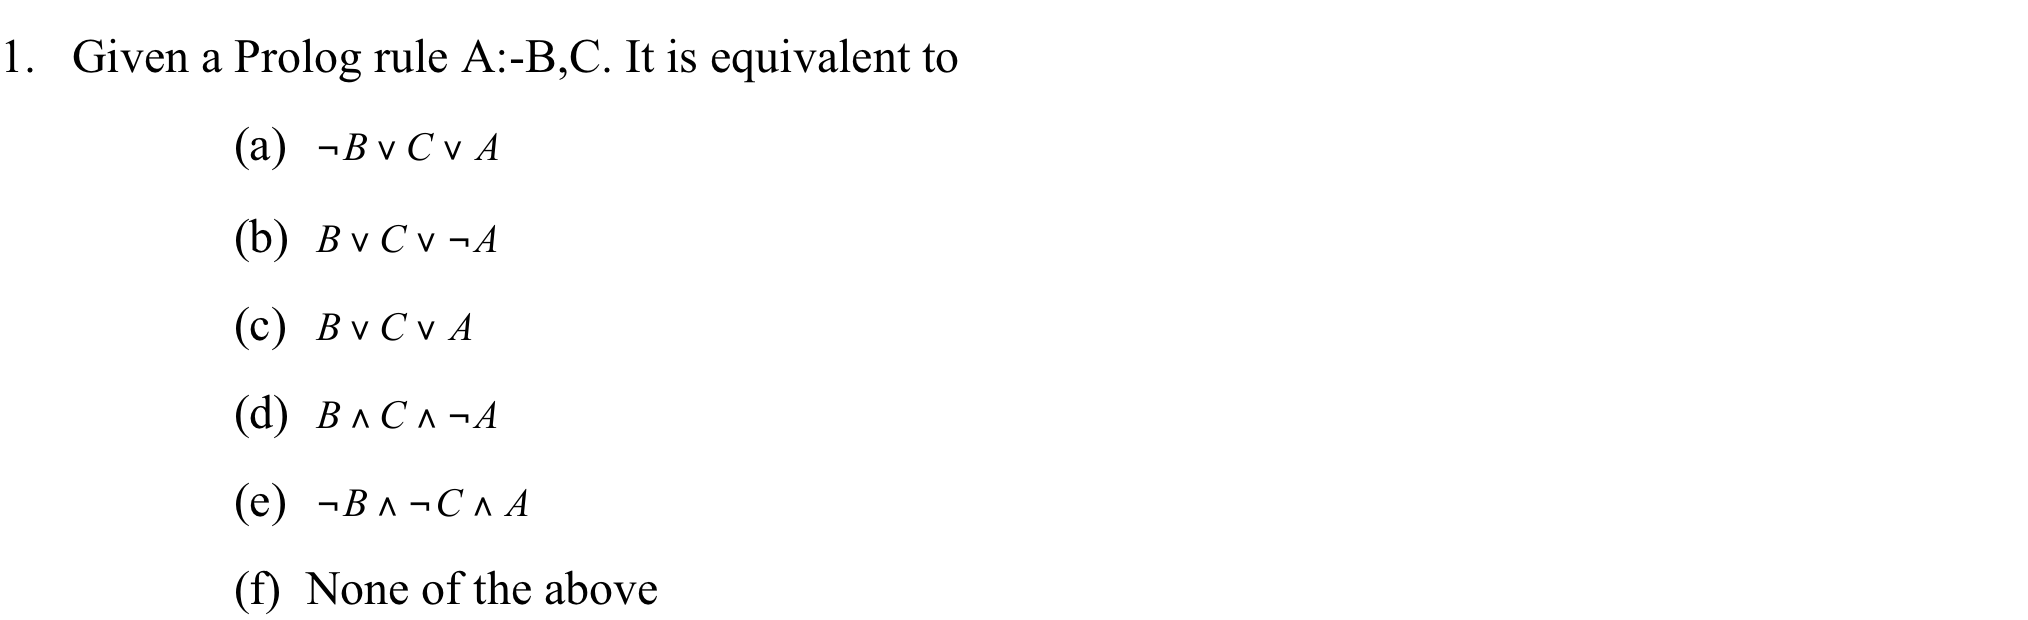 1. Given a Prolog rule A:-B,C. It is equivalent to
(a) ¬B ∨ C ∨ A
(b) B ∨ C ∨ ¬A
(c) B ∨ C ∨ A
(d) B ∧ C ∧ ¬A
(e) ¬B ∧ ¬C ∧ A
(f) None of the above